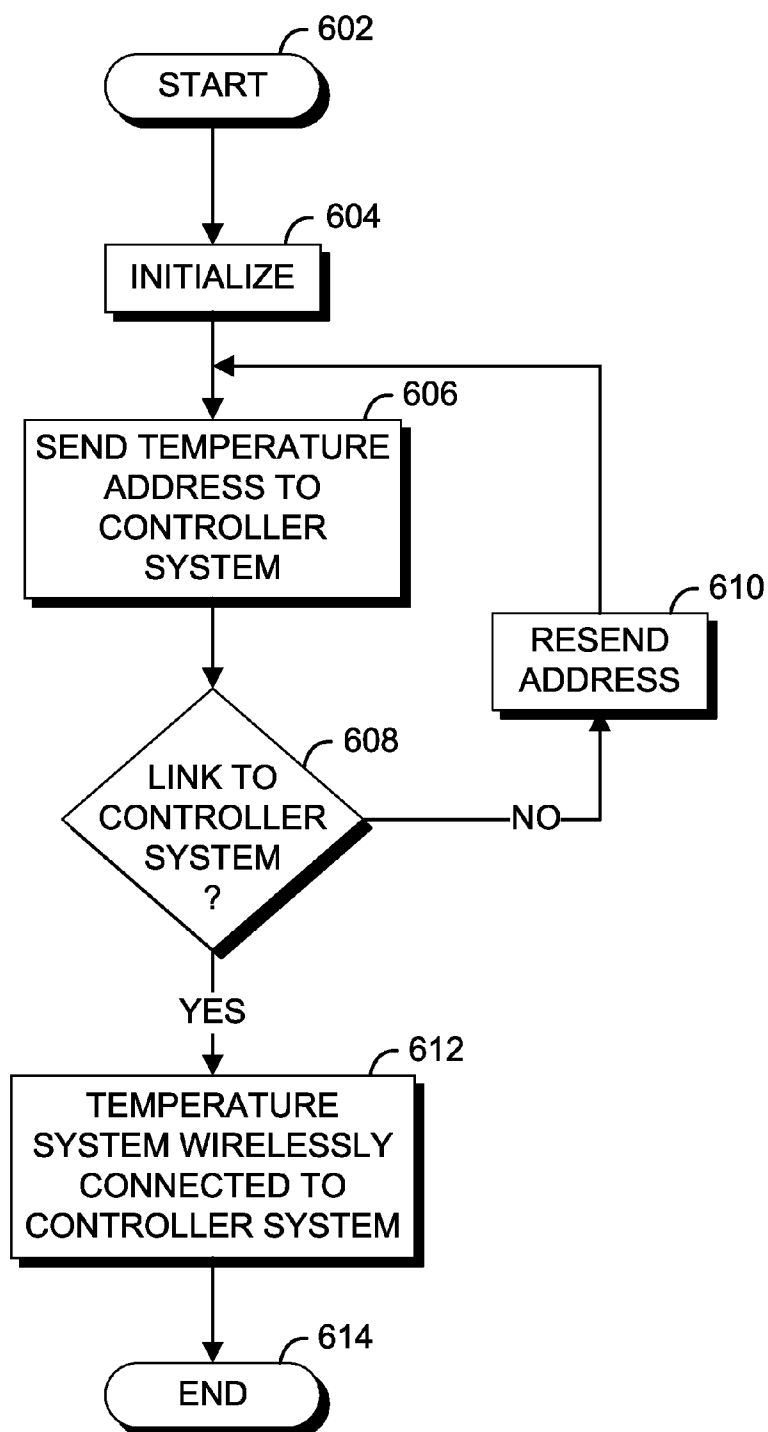 602
START
604
INITIALIZE
606
SEND TEMPERATURE
ADDRESS TO
CONTROLLER
SYSTEM
610
RESEND
ADDRESS
608
LINK TO
CONTROLLER
SYSTEM
?
NO
YES
612
TEMPERATURE
SYSTEM WIRELESSLY
CONNECTED TO
CONTROLLER SYSTEM
614
END